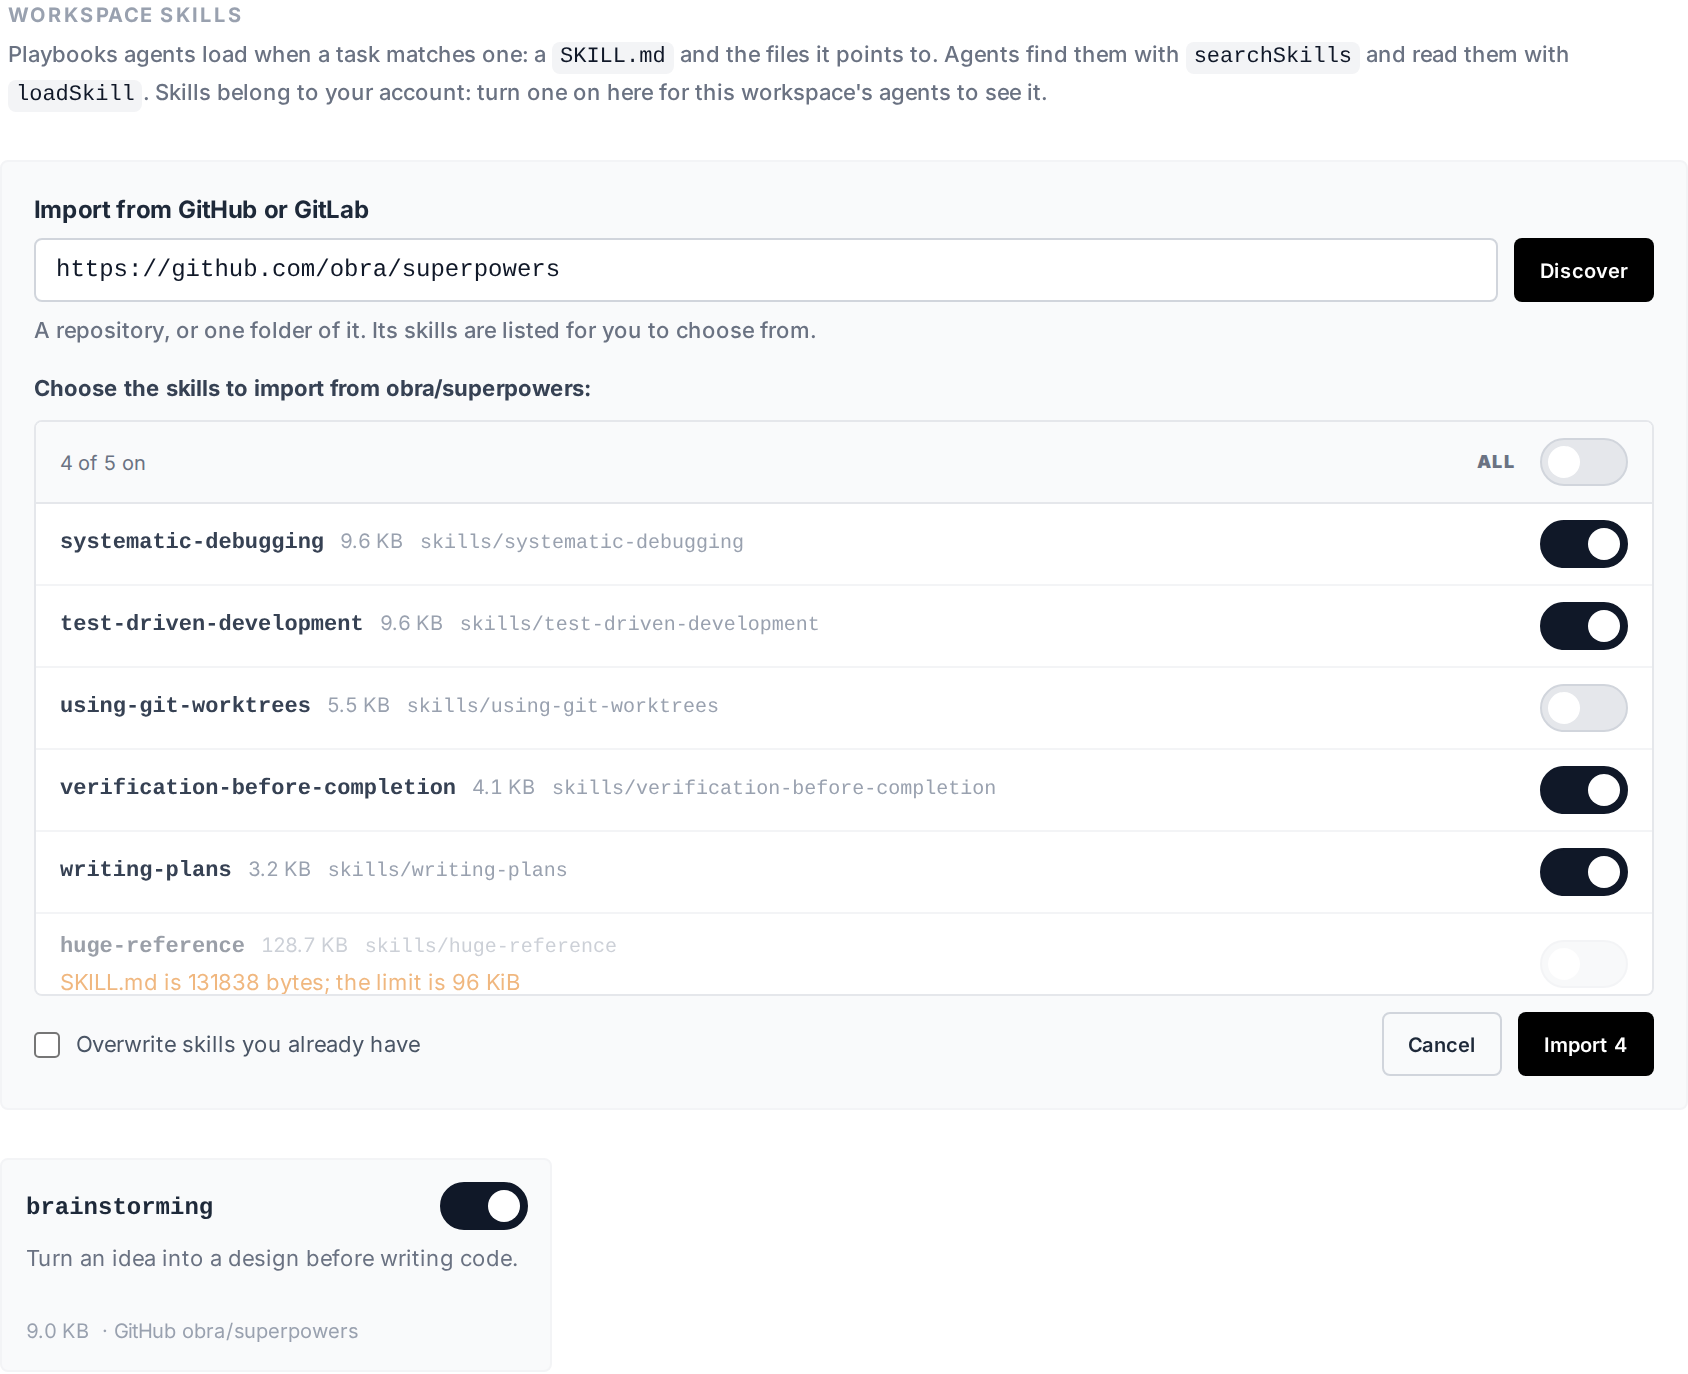 WORKSPACE SKILLS
Playbooks agents load when a task matches one: a SKILL.md and the files it points to. Agents find them with searchSkills and read them with
loadSkill. Skills belong to your account: turn one on here for this workspace's agents to see it.
Import from GitHub or GitLab
https://github.com/obra/superpowers
Discover
A repository, or one folder of it. Its skills are listed for you to choose from.
Choose the skills to import from obra/superpowers:
4 of 5 on ALL
systematic-debugging 9.6 KB skills/systematic-debugging
test-driven-development 9.6 KB skills/test-driven-development
using-git-worktrees 5.5 KB skills/using-git-worktrees
verification-before-completion 4.1 KB skills/verification-before-completion
writing-plans 3.2 KB skills/writing-plans
huge-reference 128.7 KB skills/huge-reference
SKILL.md is 131838 bytes; the limit is 96 KiB
Overwrite skills you already have
Cancel
Import 4
brainstorming
Turn an idea into a design before writing code.
9.0 KB · GitHub obra/superpowers